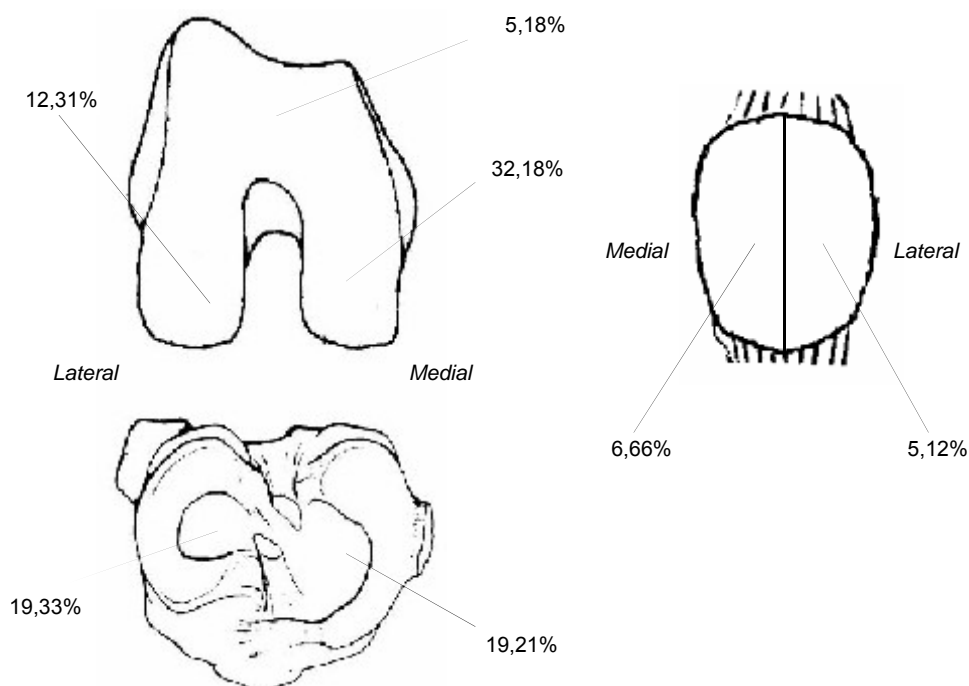 5,18%
12,31%
32,18%
Medial
Lateral
Lateral
Medial
6,66%
5,12%
19,33%
19,21%